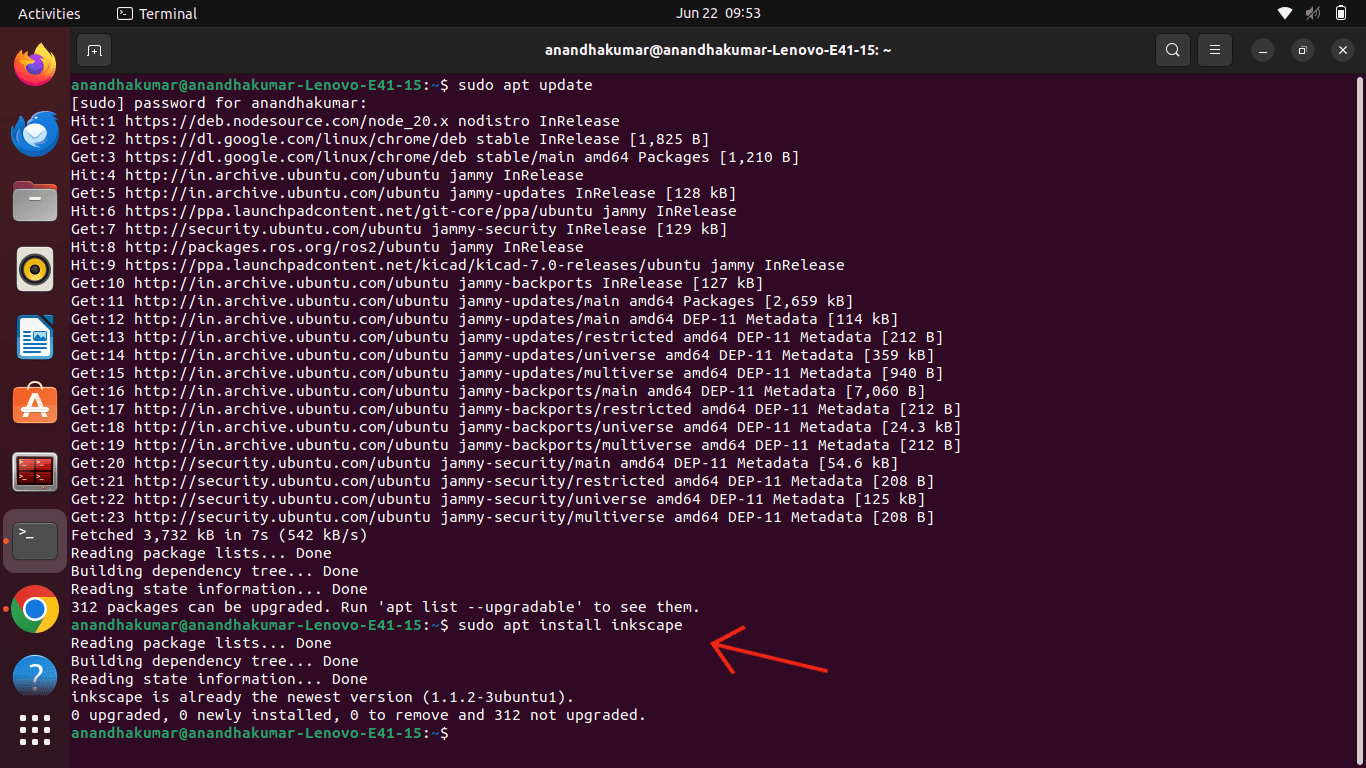 Activities
Terminal
Jun 22 09:53
anandhakumar@anandhakumar-Lenovo-E41-15: ~
anandhakumar@anandhakumar-Lenovo-E41-15:~$ sudo apt update
[sudo] password for anandhakumar:
Hit:1 https://deb.nodesource.com/node_20.x nodistro InRelease
Get:2 https://dl.google.com/linux/chrome/deb stable InRelease [1,825 B]
Get:3 https://dl.google.com/linux/chrome/deb stable/main amd64 Packages [1,210 B]
Hit:4 http://in.archive.ubuntu.com/ubuntu jammy InRelease
Get:5 http://in.archive.ubuntu.com/ubuntu jammy-updates InRelease [128 kB]
Hit:6 https://ppa.launchpadcontent.net/git-core/ppa/ubuntu jammy InRelease
Get:7 http://security.ubuntu.com/ubuntu jammy-security InRelease [129 kB]
Hit:8 http://packages.ros.org/ros2/ubuntu jammy InRelease
Hit:9 https://ppa.launchpadcontent.net/kicad/kicad-7.0-releases/ubuntu jammy InRelease
Get:10 http://in.archive.ubuntu.com/ubuntu jammy-backports InRelease [127 kB]
Get:11 http://in.archive.ubuntu.com/ubuntu jammy-updates/main amd64 Packages [2,659 kB]
Get:12 http://in.archive.ubuntu.com/ubuntu jammy-updates/main amd64 DEP-11 Metadata [114 kB]
Get:13 http://in.archive.ubuntu.com/ubuntu jammy-updates/restricted amd64 DEP-11 Metadata [212 B]
Get:14 http://in.archive.ubuntu.com/ubuntu jammy-updates/universe amd64 DEP-11 Metadata [359 kB]
Get:15 http://in.archive.ubuntu.com/ubuntu jammy-updates/multiverse amd64 DEP-11 Metadata [940 B]
Get:16 http://in.archive.ubuntu.com/ubuntu jammy-backports/main amd64 DEP-11 Metadata [7,060 B]
Get:17 http://in.archive.ubuntu.com/ubuntu jammy-backports/restricted amd64 DEP-11 Metadata [212 B]
Get:18 http://in.archive.ubuntu.com/ubuntu jammy-backports/universe amd64 DEP-11 Metadata [24.3 kB]
Get:19 http://in.archive.ubuntu.com/ubuntu jammy-backports/multiverse amd64 DEP-11 Metadata [212 B]
Get:20 http://security.ubuntu.com/ubuntu jammy-security/main amd64 DEP-11 Metadata [54.6 kB]
Get:21 http://security.ubuntu.com/ubuntu jammy-security/restricted amd64 DEP-11 Metadata [208 B]
Get:22 http://security.ubuntu.com/ubuntu jammy-security/universe amd64 DEP-11 Metadata [125 kB]
Get:23 http://security.ubuntu.com/ubuntu jammy-security/multiverse amd64 DEP-11 Metadata [208 B]
Fetched 3,732 kB in 7s (542 kB/s)
Reading package lists... Done
Building dependency tree... Done
Reading state information... Done
312 packages can be upgraded. Run 'apt list --upgradable' to see them.
anandhakumar@anandhakumar-Lenovo-E41-15:~$ sudo apt install inkscape
Reading package lists... Done
Building dependency tree... Done
Reading state information... Done
inkscape is already the newest version (1.1.2-3ubuntu1).
0 upgraded, 0 newly installed, 0 to remove and 312 not upgraded.
anandhakumar@anandhakumar-Lenovo-E41-15:~$